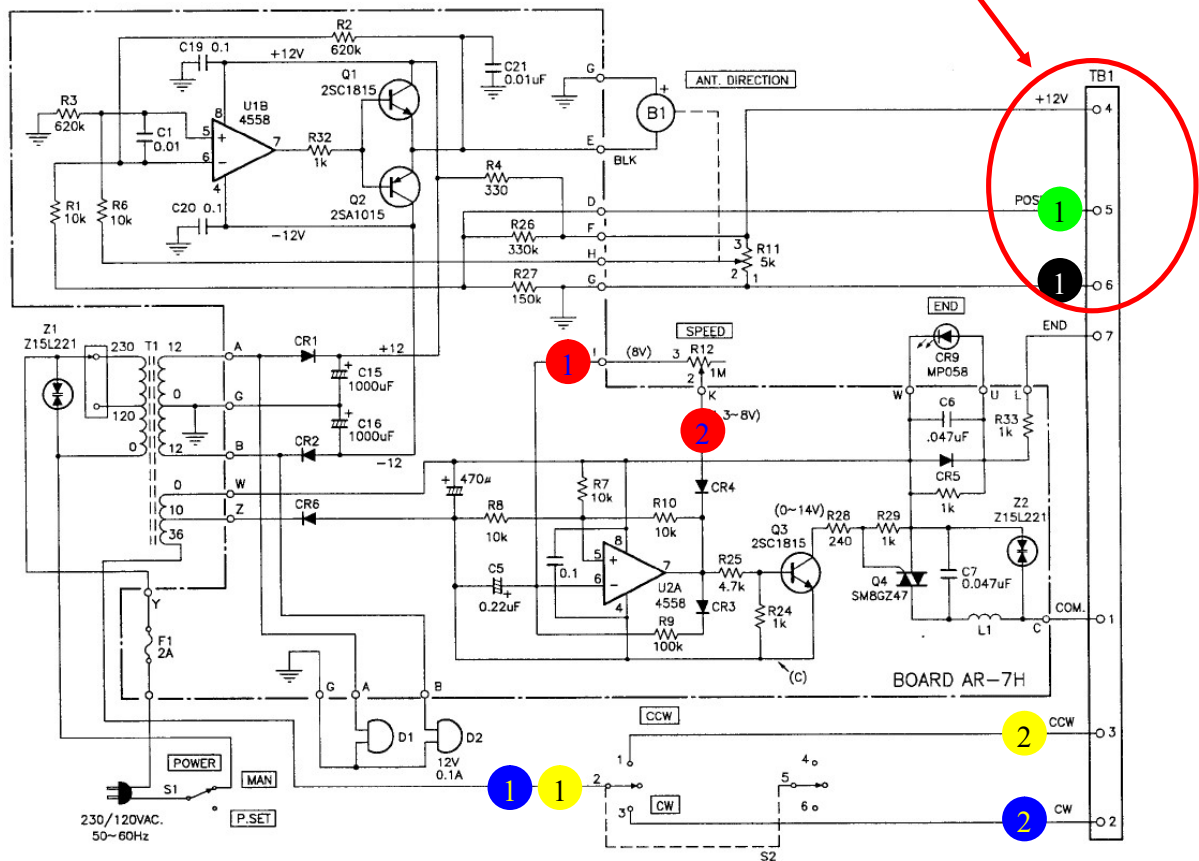 R2
620k
C19 0.1
+12V
C21
0.01uF
Q1
2SC1815
R3
620k
C1
0.01
U1B
4558
8
5
+
6
−
7
4
R32
1k
Q2
2SA1015
R1
10k
R6
10k
C20 0.1
−12V
R4
330
G
+
B1
ANT. DIRECTION
E
BLK
D
R26
330k
F
H
R27
150k
G
3
R11
5k
2
1
TB1
+12V
4
POS
1
5
1
6
END
7
Z1
Z15L221
T1
230
120
0
12
0
12
0
10
36
A
G
B
W
Z
CR1
+12
+
C15
1000uF
+
C16
1000uF
CR2
−12
CR6
1
(8V)
SPEED
3
R12
1M
2
K
3~8V)
2
END
CR9
MP058
W
U
L
C6
.047uF
R33
1k
CR5
1k
+
470μ
R7
10k
R8
10k
R10
10k
CR4
(0~14V)
Q3
2SC1815
R28
240
R29
1k
Z2
Z15L221
C5
+
0.22uF
0.1
8
5
+
6
−
7
4
U2A
4558
R25
4.7k
CR3
R9
100k
R24
1k
Q4
SM8GZ47
C7
0.047uF
L1
C
COM.
1
(C)
BOARD AR-7H
Y
F1
2A
G
A
B
D1
D2
12V
0.1A
POWER
S1
MAN
P.SET
230/120VAC.
50~60Hz
1
1
2
CCW
1
CW
3
4
5
6
S2
CCW
2
3
CW
2
2